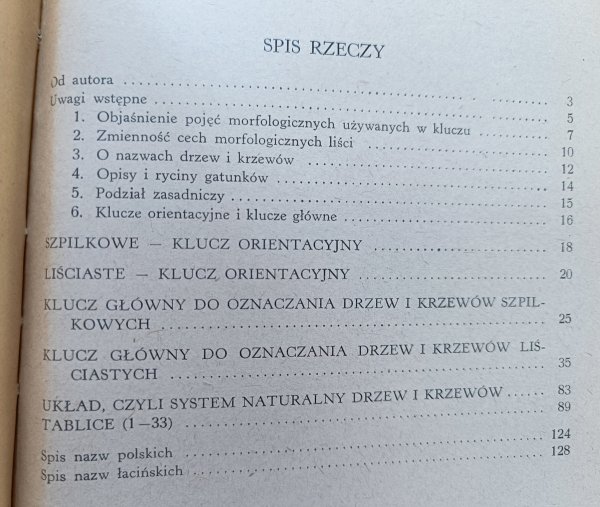 SPIS RZECZY
Od autora ........ 3
Uwagi wstępne ........ 5
1. Objaśnienie pojęć morfologicznych używanych w kluczu ........ 7
2. Zmienność cech morfologicznych liści ........ 10
3. O nazwach drzew i krzewów ........ 12
4. Opisy i ryciny gatunków ........ 14
5. Podział zasadniczy ........ 15
6. Klucze orientacyjne i klucze główne ........ 16
SZPILKOWE — KLUCZ ORIENTACYJNY ........ 18
LIŚCIASTE — KLUCZ ORIENTACYJNY ........ 20
KLUCZ GŁÓWNY DO OZNACZANIA DRZEW I KRZEWÓW SZPIL-
KOWYCH ........ 25
KLUCZ GŁÓWNY DO OZNACZANIA DRZEW I KRZEWÓW LIŚ-
CIASTYCH ........ 35
UKŁAD, CZYLI SYSTEM NATURALNY DRZEW I KRZEWÓW ...... 83
TABLICE (1—33) ........ 89
Spis nazw polskich ........ 124
Spis nazw łacińskich ........ 128